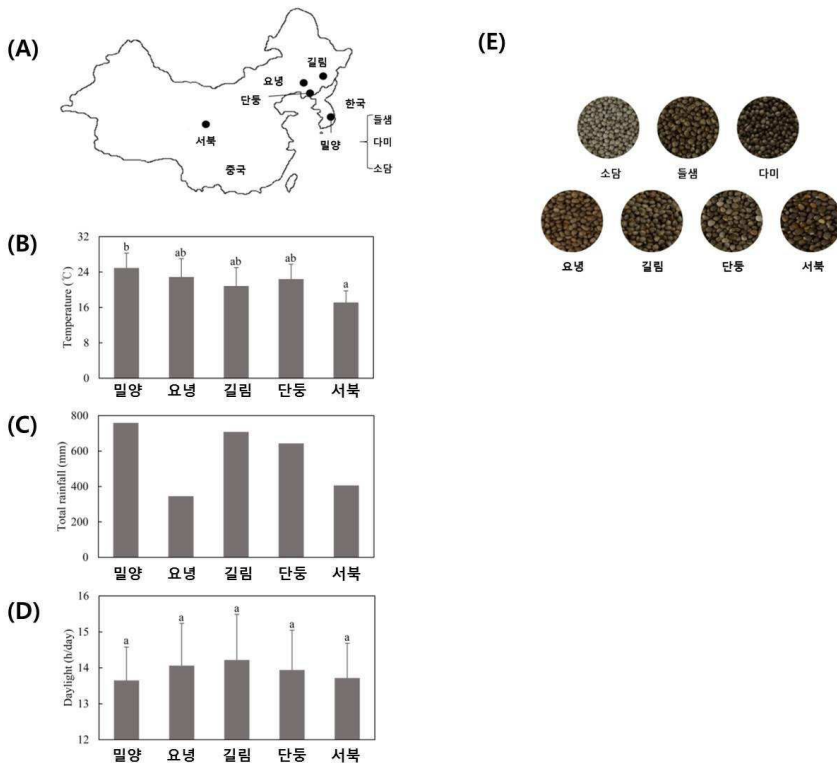 (A)
길림
요녕
단둥
한국
들샘
밀양
다미
서북
중국
소담
(B)
Temperature (℃)
32
24
16
8
0
b
ab
ab
ab
a
밀양
요녕
길림
단둥
서북
(C)
Total rainfall (mm)
800
600
400
200
0
밀양
요녕
길림
단둥
서북
(D)
Daylight (h/day)
16
15
14
13
12
a
a
a
a
a
밀양
요녕
길림
단둥
서북
(E)
소담
들샘
다미
요녕
길림
단둥
서북